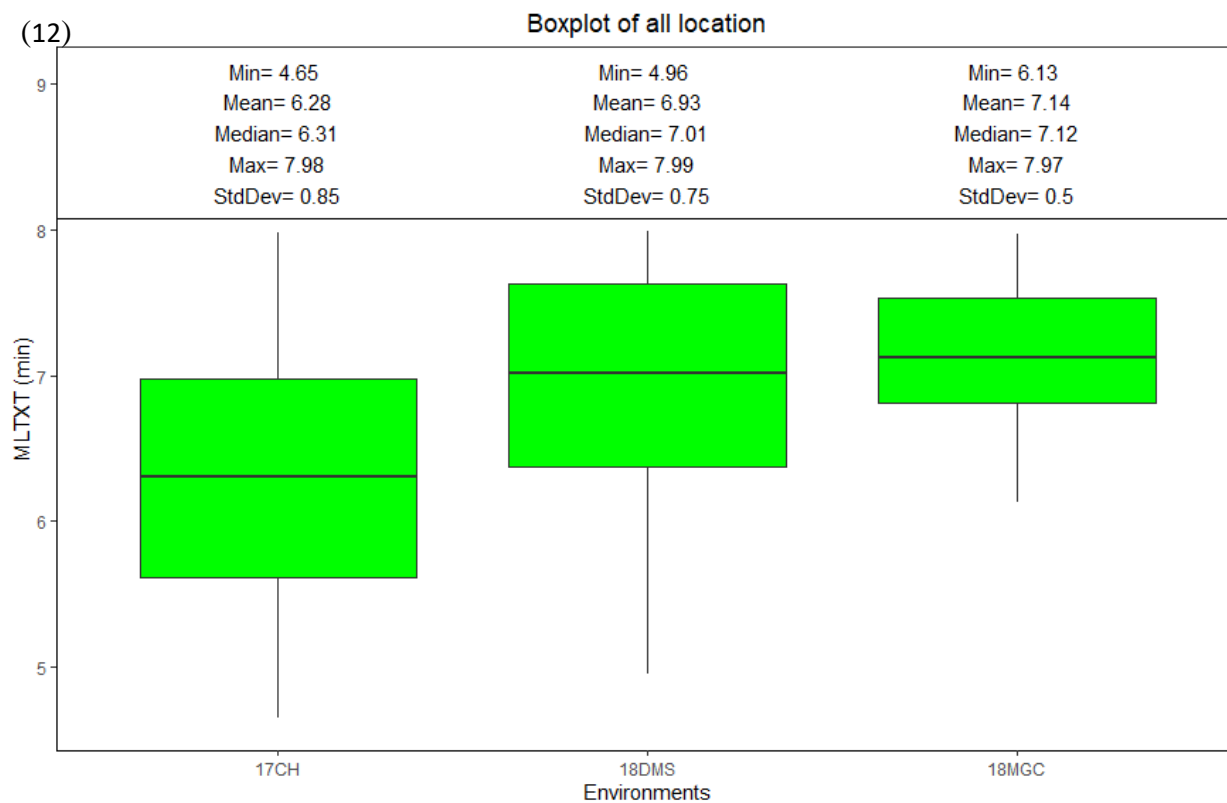 (12)
Boxplot of all location
Min= 4.65
Mean= 6.28
Median= 6.31
Max= 7.98
StdDev= 0.85
Min= 4.96
Mean= 6.93
Median= 7.01
Max= 7.99
StdDev= 0.75
Min= 6.13
Mean= 7.14
Median= 7.12
Max= 7.97
StdDev= 0.5
MLTXT (min)
9
8
7
6
5
17CH
18DMS
18MGC
Environments